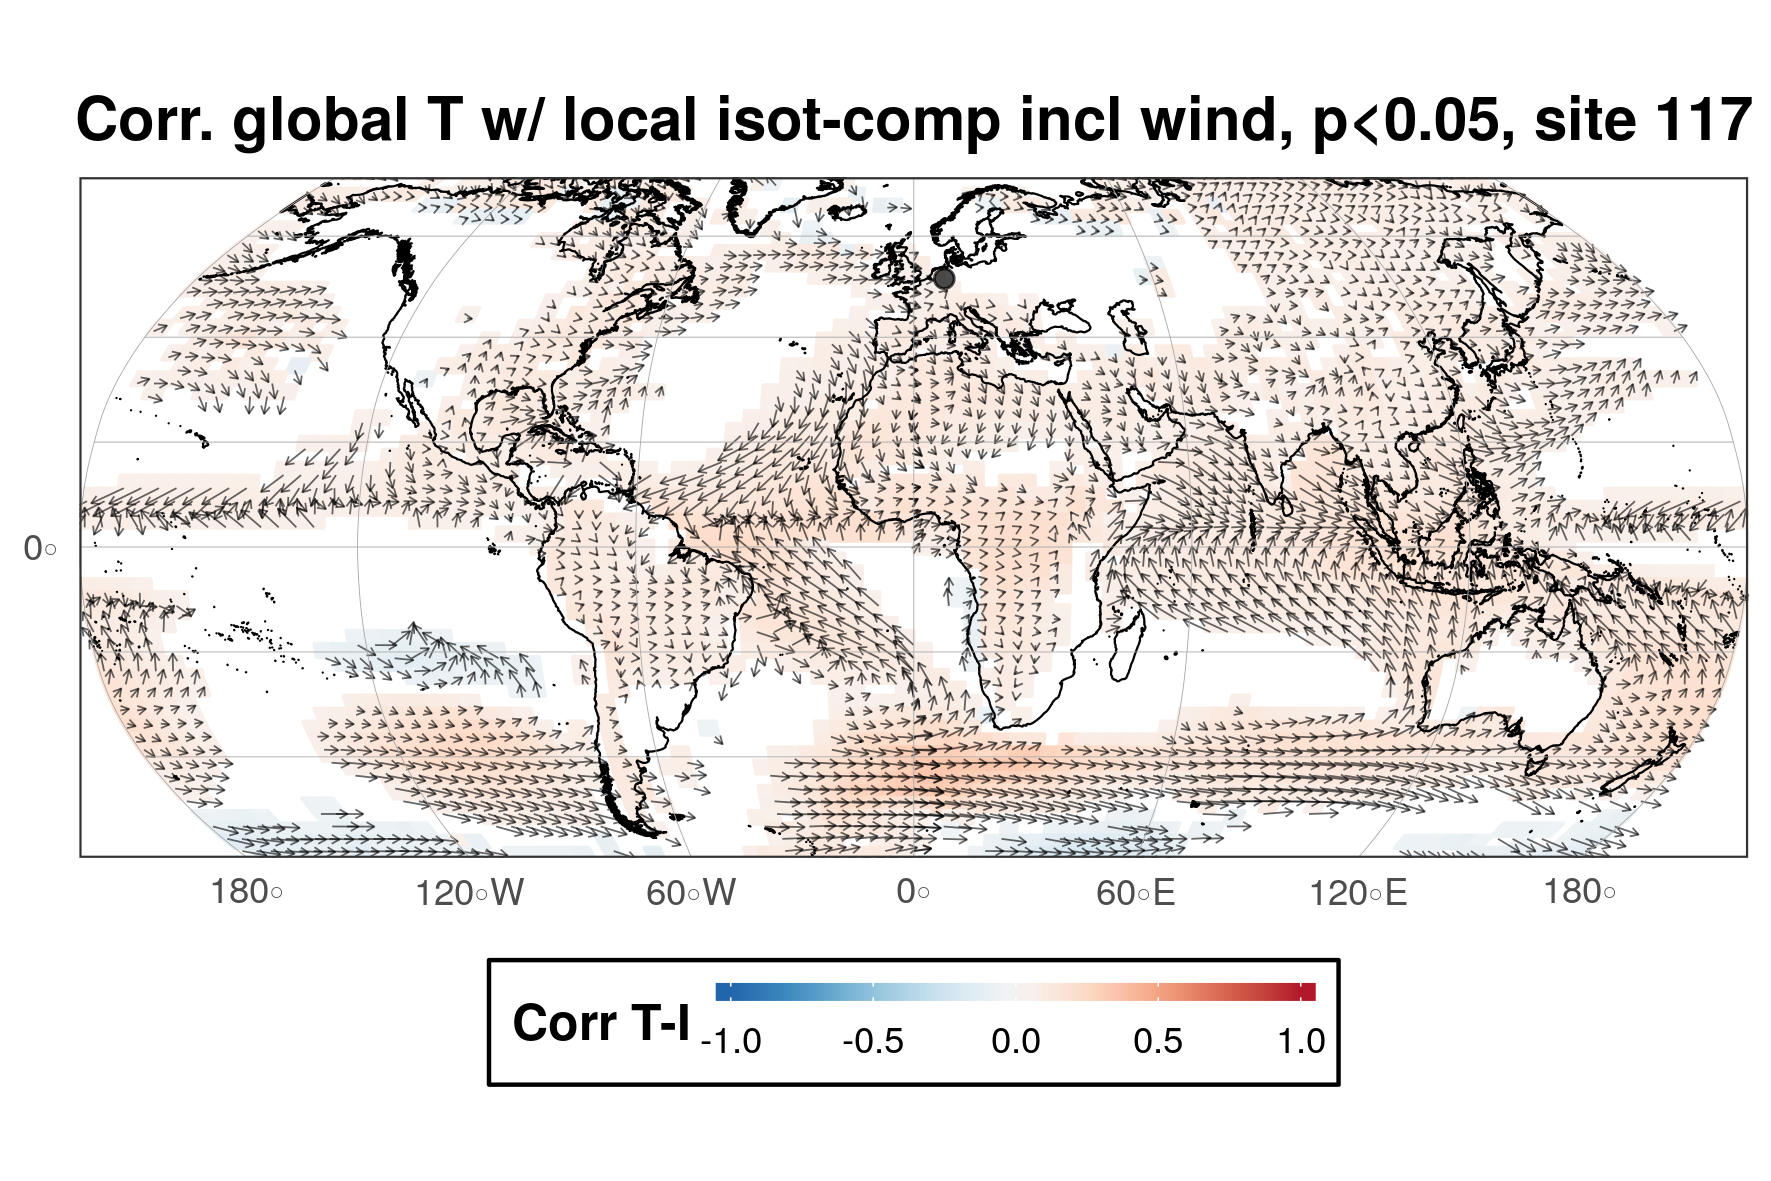 Corr. global T w/ local isot-comp incl wind, p<0.05, site 117
0°
180° 120°W 60°W 0° 60°E 120°E 180°
Corr T-I
-1.0 -0.5 0.0 0.5 1.0